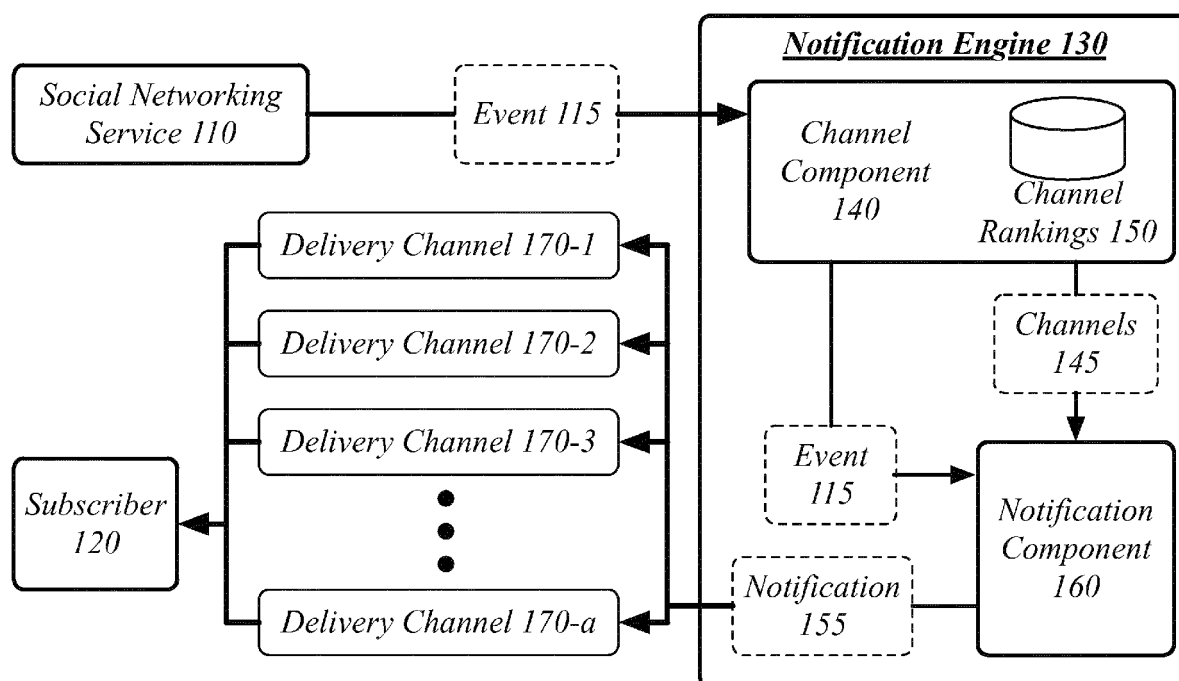 Notification Engine 130
Social Networking
Service 110
Event 115
Channel
Component
140
Channel
Rankings 150
Delivery Channel 170-1
Delivery Channel 170-2
Delivery Channel 170-3
Delivery Channel 170-a
Subscriber
120
Channels
145
Event
115
Notification
Component
160
Notification
155